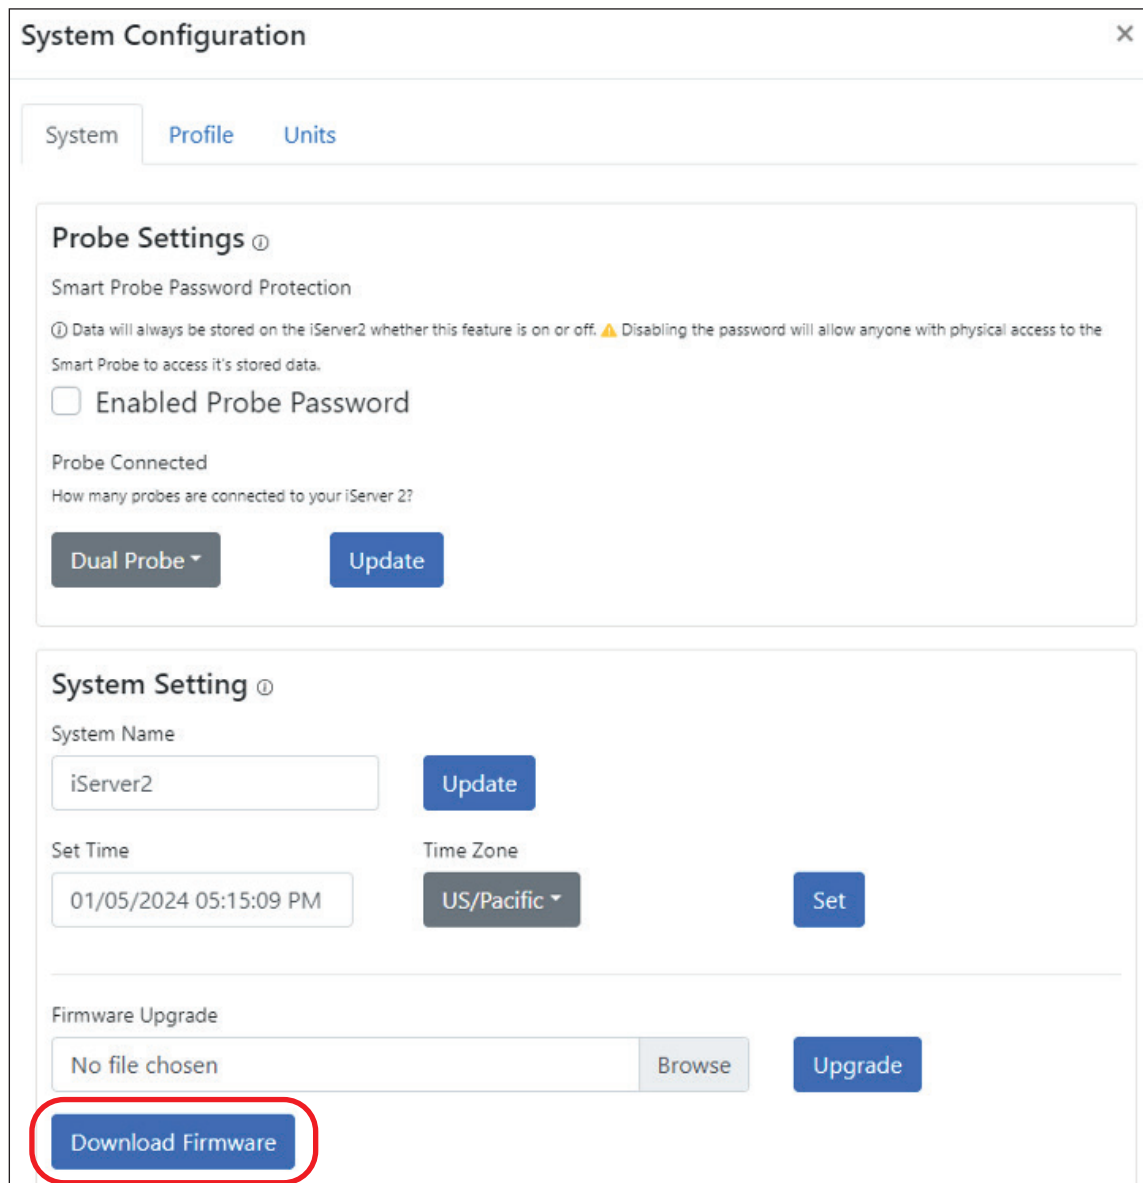 System Configuration
System Profile Units
Probe Settings
Smart Probe Password Protection
Data will always be stored on the iServer2 whether this feature is on or off. Disabling the password will allow anyone with physical access to the
Smart Probe to access it's stored data.
Enabled Probe Password
Probe Connected
How many probes are connected to your iServer 2?
Dual Probe Update
System Setting
System Name
iServer2 Update
Set Time Time Zone
01/05/2024 05:15:09 PM US/Pacific Set
Firmware Upgrade
No file chosen Browse Upgrade
Download Firmware